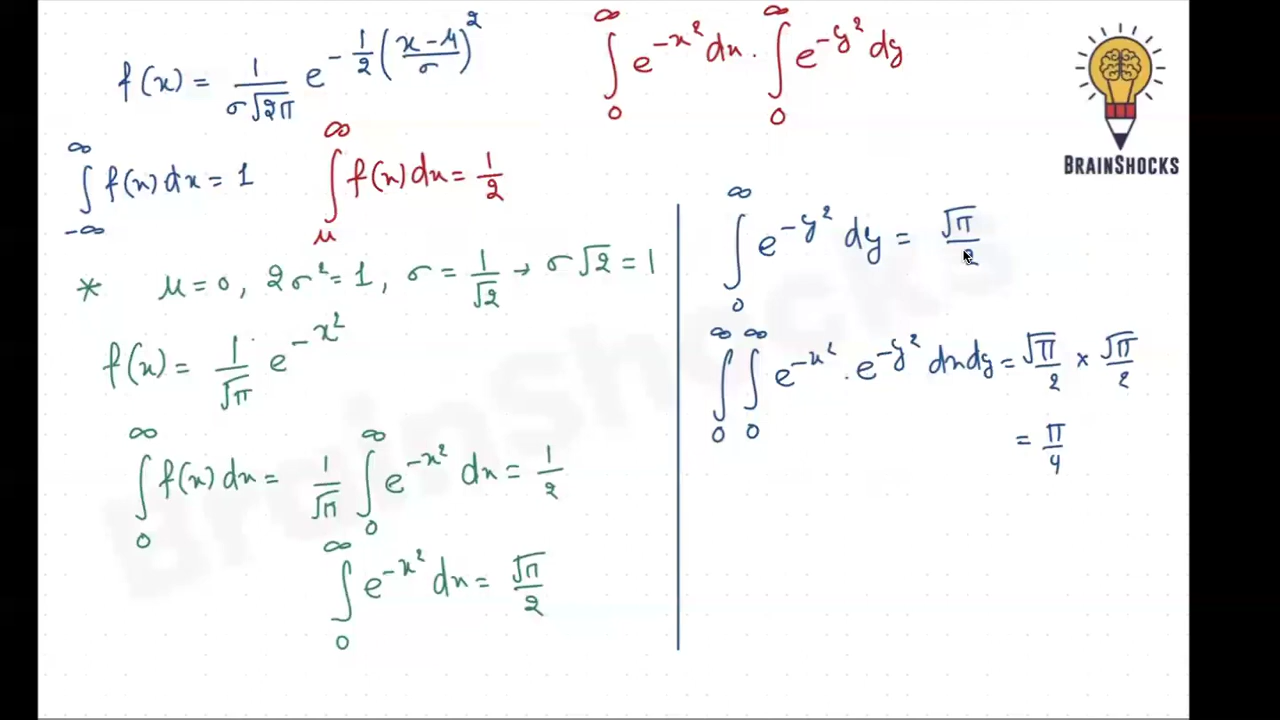 f(x) = 1/(σ√2π) e^(-1/2((x-μ)/σ)^2)
∫_{-∞}^{∞} f(x) dx = 1    ∫_{μ}^{∞} f(x) dx = 1/2
* μ = 0, 2σ² = 1, σ = 1/√2 → σ√2 = 1
f(x) = 1/√π e^(-x²)
∫_{0}^{∞} f(x) dx = 1/√π ∫_{0}^{∞} e^(-x²) dx = 1/2
∫_{0}^{∞} e^(-x²) dx = √π/2
∫_{0}^{∞} e^(-x²) dx · ∫_{0}^{∞} e^(-y²) dy
BRAINSHOCKS
∫_{0}^{∞} e^(-y²) dy = √π/2
∫_{0}^{∞} ∫_{0}^{∞} e^(-x²) · e^(-y²) dx dy = √π/2 × √π/2
= π/4
BrainShocks